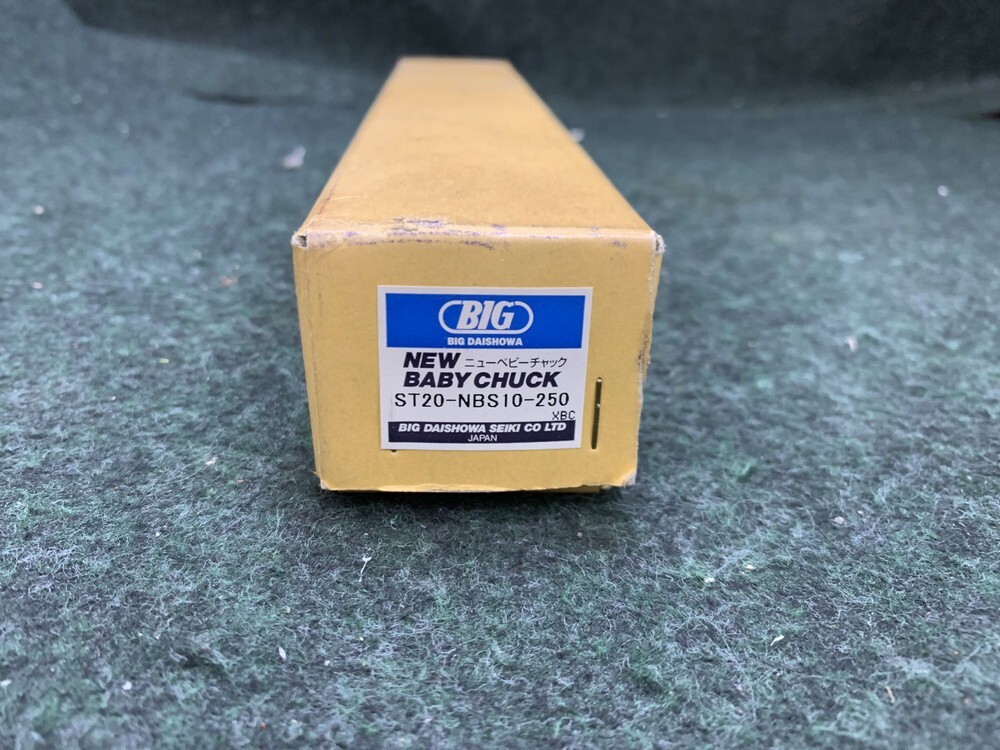 BIG
BIG DAISHOWA
NEW ニューベビーチャック
BABY CHUCK
ST20-NBS10-250
XBC
BIG DAISHOWA SEIKI CO LTD
JAPAN